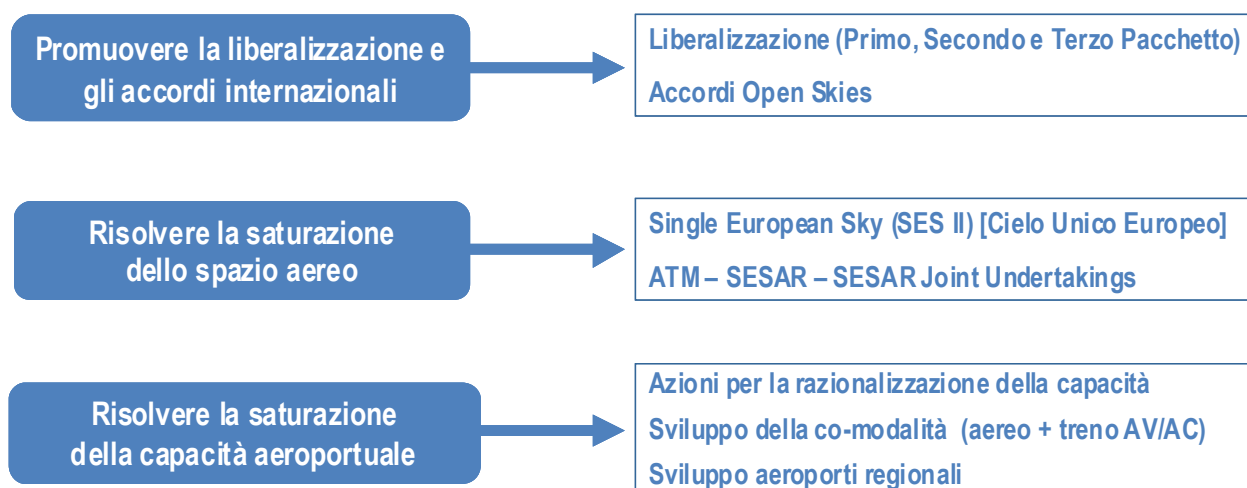 Promuovere la liberalizzazione e
gli accordi internazionali
Liberalizzazione (Primo, Secondo e Terzo Pacchetto)
Accordi Open Skies
Risolvere la saturazione
dello spazio aereo
Single European Sky (SES II) [Cielo Unico Europeo]
ATM – SESAR – SESAR Joint Undertakings
Risolvere la saturazione
della capacità aeroportuale
Azioni per la razionalizzazione della capacità
Sviluppo della co-modalità (aereo + treno AV/AC)
Sviluppo aeroporti regionali